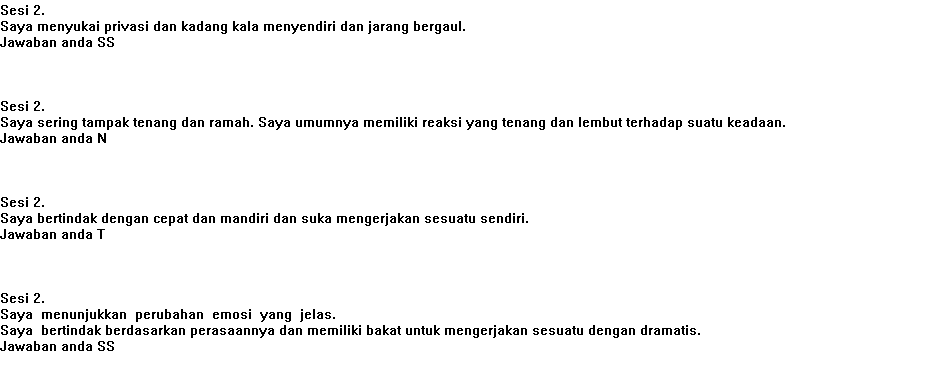 Sesi 2.
Saya menyukai privasi dan kadang kala menyendiri dan jarang bergaul.
Jawaban anda SS
Sesi 2.
Saya sering tampak tenang dan ramah. Saya umumnya memiliki reaksi yang tenang dan lembut terhadap suatu keadaan.
Jawaban anda N
Sesi 2.
Saya bertindak dengan cepat dan mandiri dan suka mengerjakan sesuatu sendiri.
Jawaban anda T
Sesi 2.
Saya menunjukkan perubahan emosi yang jelas.
Saya bertindak berdasarkan perasaannya dan memiliki bakat untuk mengerjakan sesuatu dengan dramatis.
Jawaban anda SS